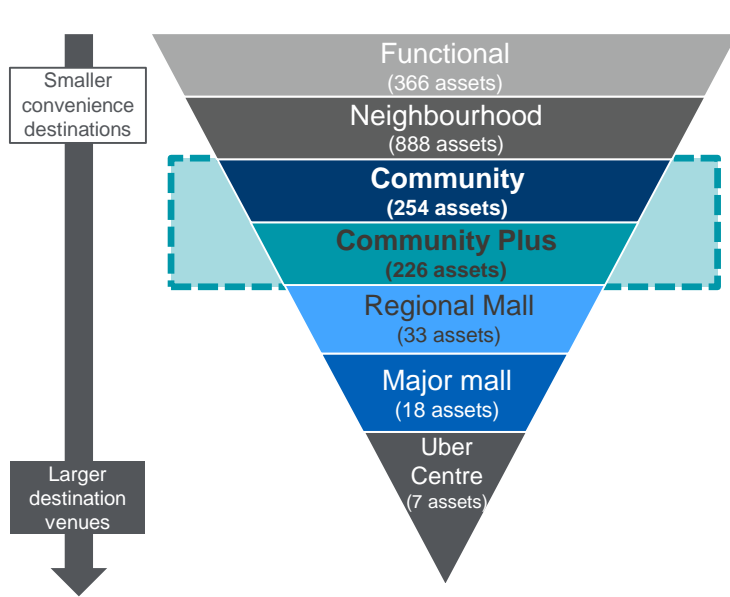 Functional
(366 assets)
Smaller
convenience
destinations
Neighbourhood
(888 assets)
Community
(254 assets)
Community Plus
(226 assets)
Regional Mall
(33 assets)
Major mall
(18 assets)
Uber
Centre
(7 assets)
Larger
destination
venues